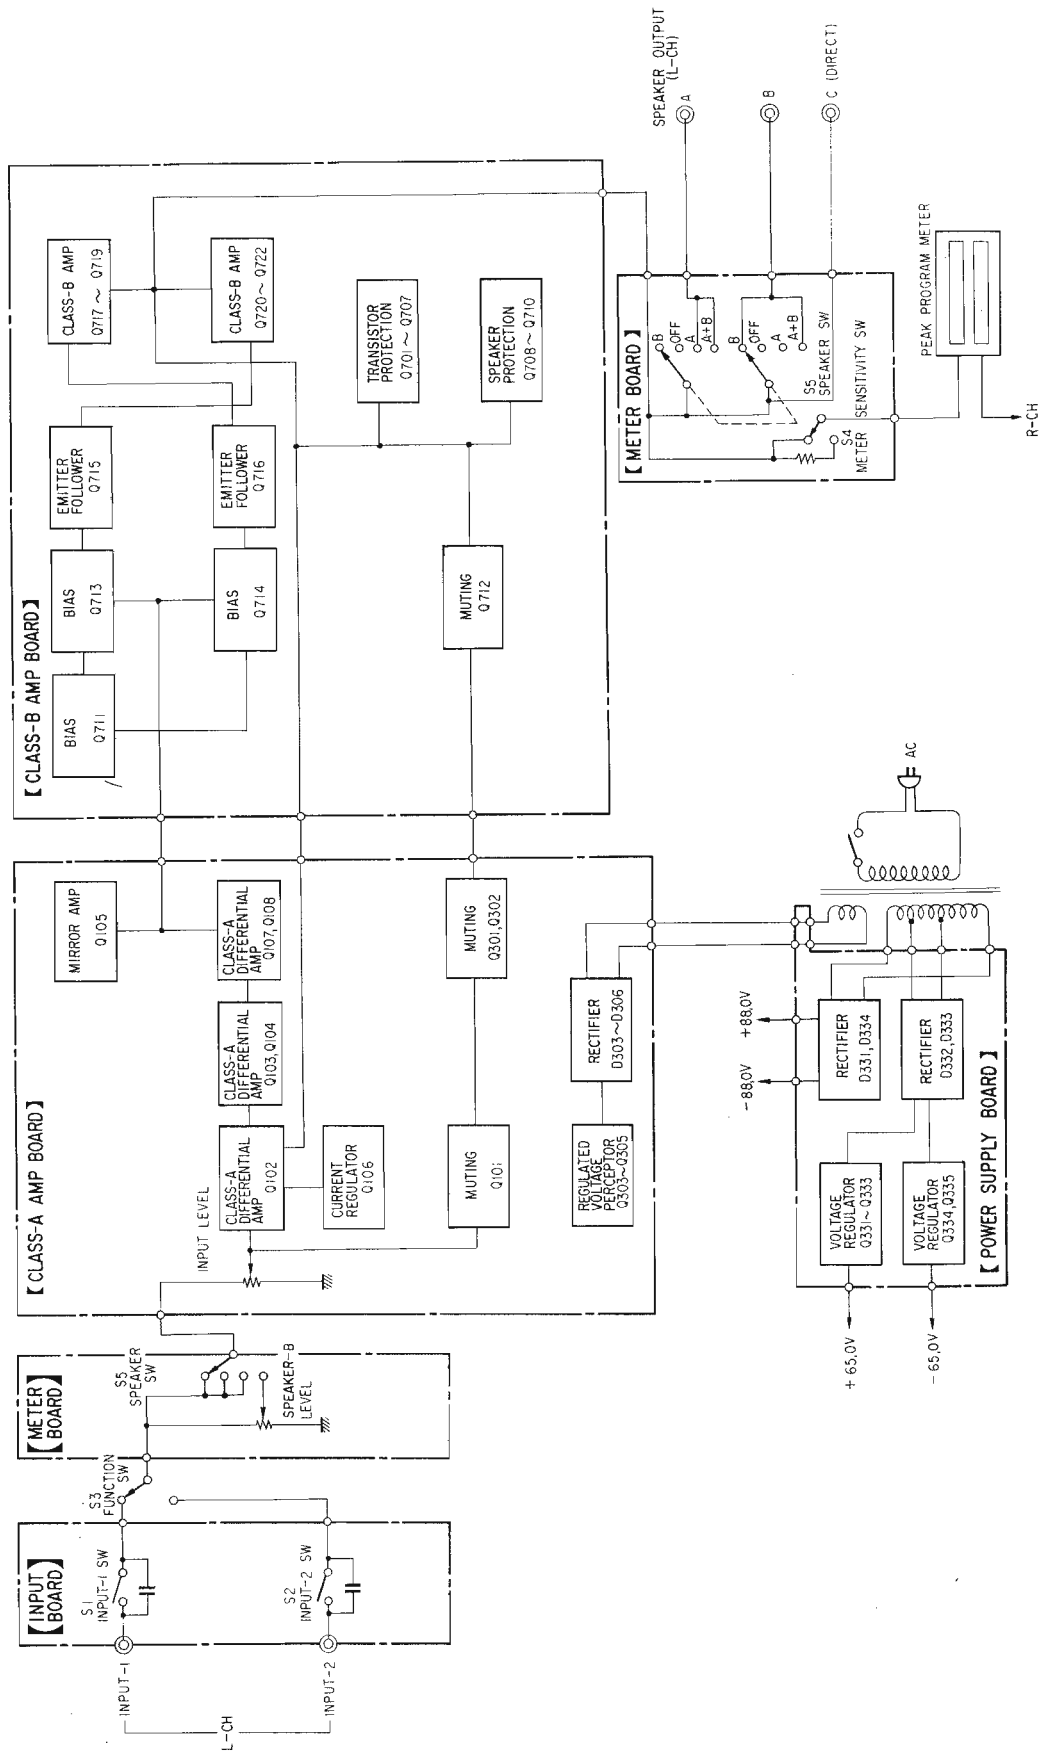 L-CH
INPUT-1
INPUT-2
【INPUT
BOARD】
S1
INPUT-1 SW
S2
INPUT-2 SW
S3
FUNCTION
SW
【METER
BOARD】
S5
SPEAKER
SW
SPEAKER-B
LEVEL
【CLASS-A AMP BOARD】
INPUT LEVEL
CLASS-A
DIFFERENTIAL
AMP
Q102
CLASS-A
DIFFERENTIAL
AMP
Q103,Q104
CLASS-A
DIFFERENTIAL
AMP
Q107,Q108
MIRROR AMP
Q105
CURRENT
REGULATOR
Q106
MUTING
Q101
MUTING
Q301,Q302
REGULATED
VOLTAGE
PERCEPTOR
Q303~Q305
RECTIFIER
D303~D306
【CLASS-B AMP BOARD】
BIAS
Q711
BIAS
Q713
BIAS
Q714
EMITTER
FOLLOWER
Q715
EMITTER
FOLLOWER
Q716
CLASS-B AMP
Q717~Q719
CLASS-B AMP
Q720~Q722
TRANSISTOR
PROTECTION
Q701~Q707
SPEAKER
PROTECTION
Q708~Q710
MUTING
Q712
【METER BOARD】
B
OFF
A
A+B
B
OFF
A
A+B
S5
SPEAKER SW
S4
METER SENSITIVITY SW
SPEAKER OUTPUT
(L-CH)
A
B
C (DIRECT)
PEAK PROGRAM METER
R-CH
+65.0V
-65.0V
VOLTAGE
REGULATOR
Q331~Q333
VOLTAGE
REGULATOR
Q334,Q335
-88.0V
+88.0V
RECTIFIER
D331,D334
RECTIFIER
D332,D333
【POWER SUPPLY BOARD】
AC